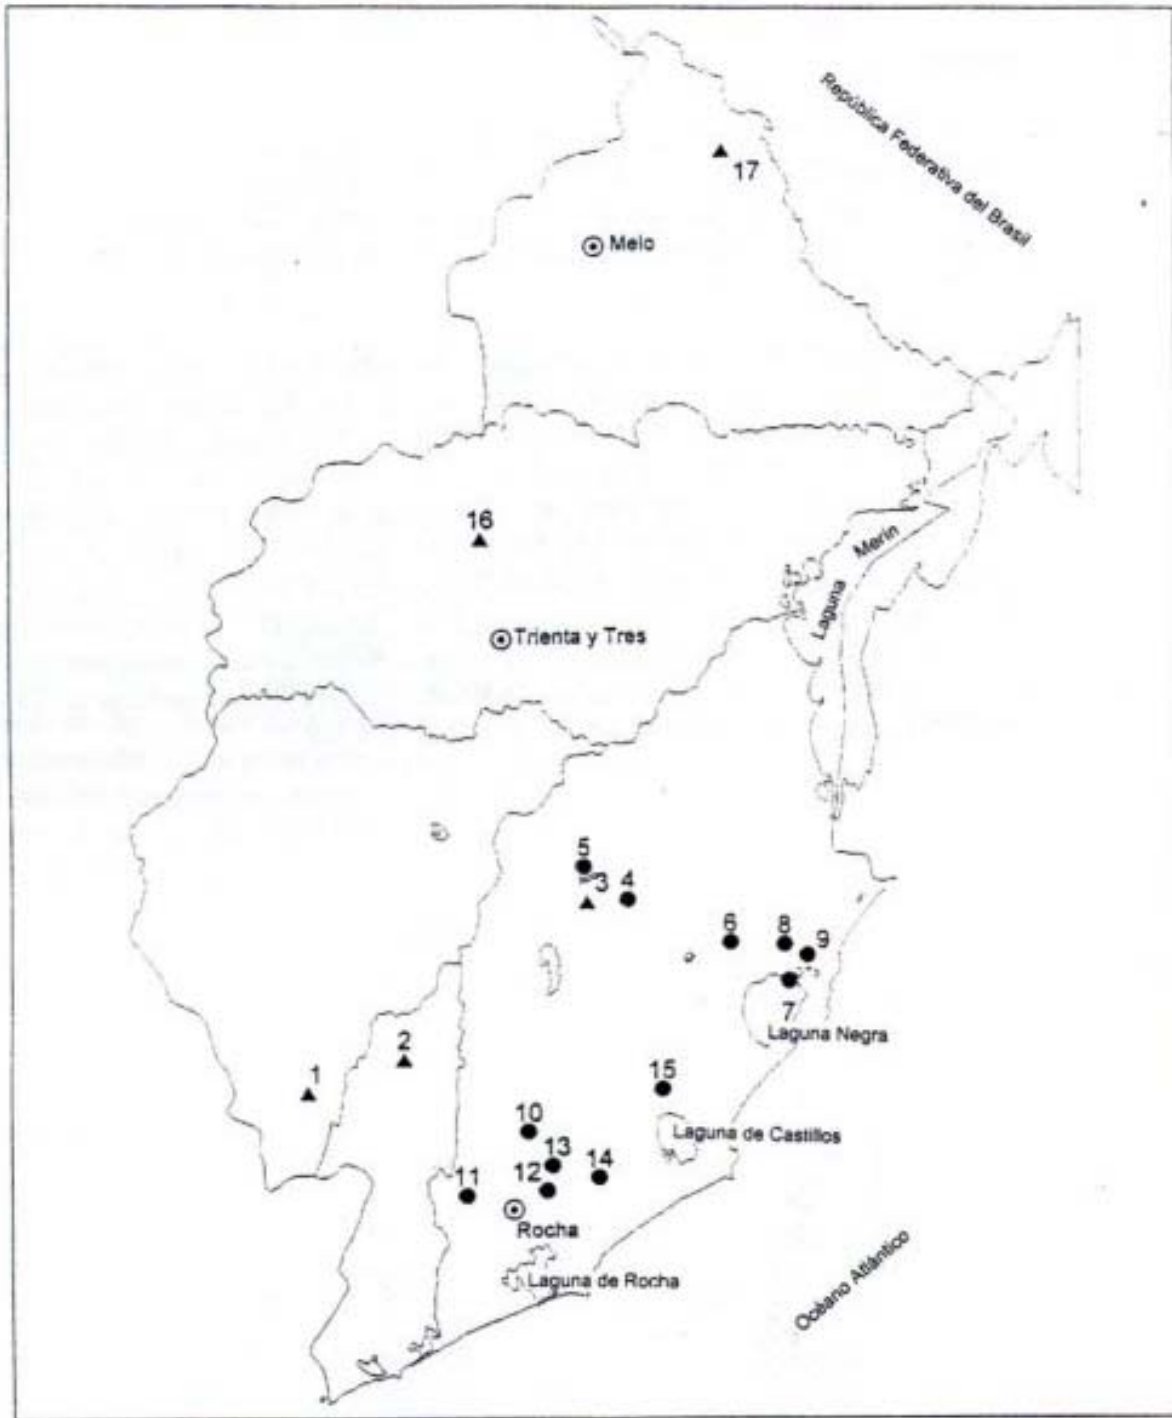 República Federativa del Brasil
17
Melo
16
Merín
Laguna
Trienta y Tres
5
3
4
6
8
9
7
Laguna Negra
2
1
15
10
Laguna de Castillos
13
14
12
11
Rocha
Laguna de Rocha
Océano Atlántico